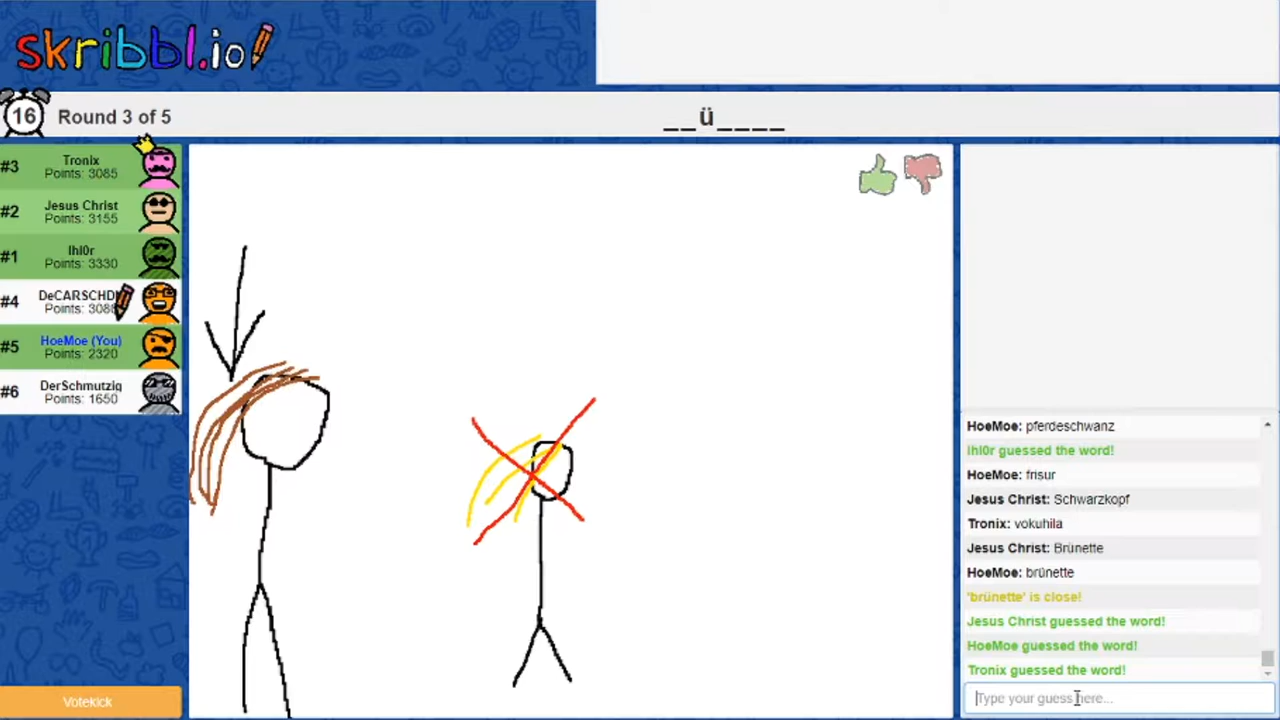 skribbl.io
16
Round 3 of 5
__ü____
#3
Tronix
Points: 3085
#2
Jesus Christ
Points: 3155
#1
Ihl0r
Points: 3330
#4
Points:
#5
HoeMoe (You)
Points: 2320
#6
DerSchmutzig
Points: 1650
Votekick
HoeMoe: pferdeschwanz
Ihl0r guessed the word!
HoeMoe: frisur
Jesus Christ: Schwarzkopf
Tronix: vokuhila
Jesus Christ: Brünette
HoeMoe: brünette
'brünette' is close!
Jesus Christ guessed the word!
HoeMoe guessed the word!
Tronix guessed the word!
Type your guess here...